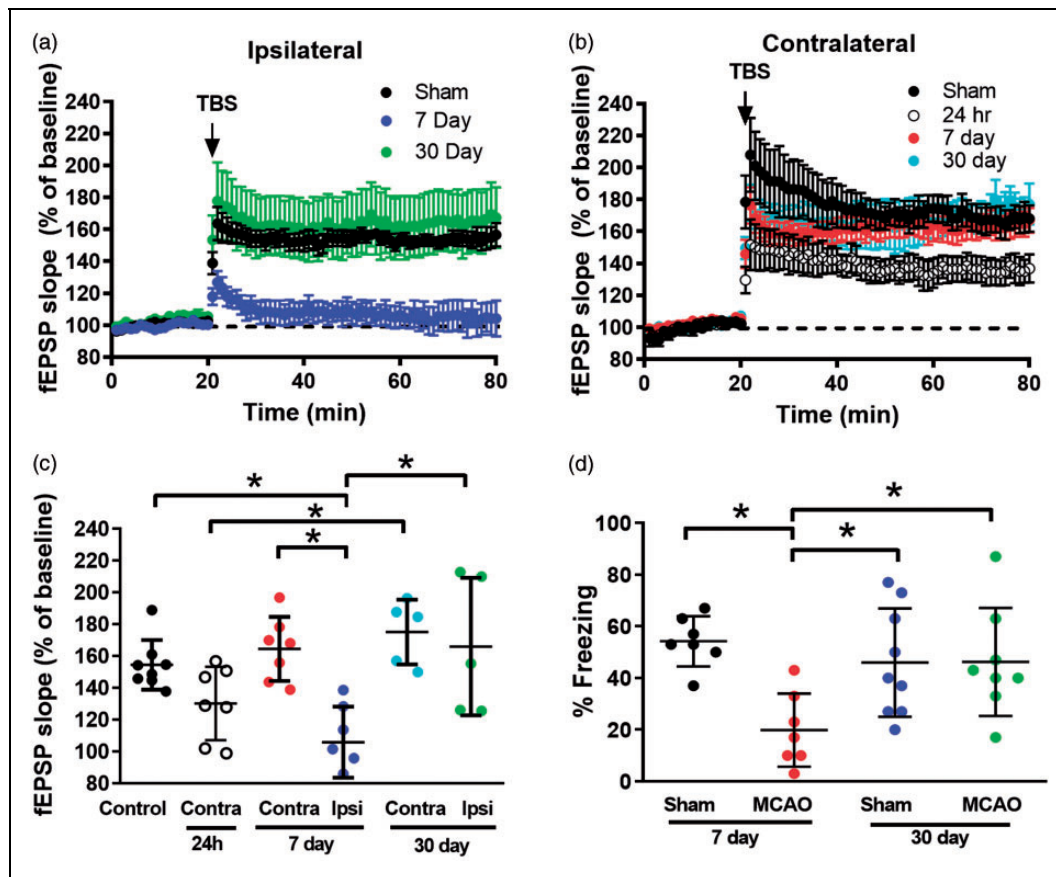 (a)
Ipsilateral
TBS
Sham
7 Day
30 Day
fEPSP slope (% of baseline)
240
220
200
180
160
140
120
100
80
0
20
40
60
80
Time (min)
(b)
Contralateral
TBS
Sham
24 hr
7 day
30 day
fEPSP slope (% of baseline)
240
220
200
180
160
140
120
100
80
0
20
40
60
80
Time (min)
(c)
*
*
*
*
fEPSP slope (% of baseline)
240
220
200
180
160
140
120
100
80
Control Contra Contra Ipsi Contra Ipsi
24h 7 day 30 day
(d)
*
*
*
% Freezing
100
80
60
40
20
0
Sham MCAO Sham MCAO
7 day 30 day